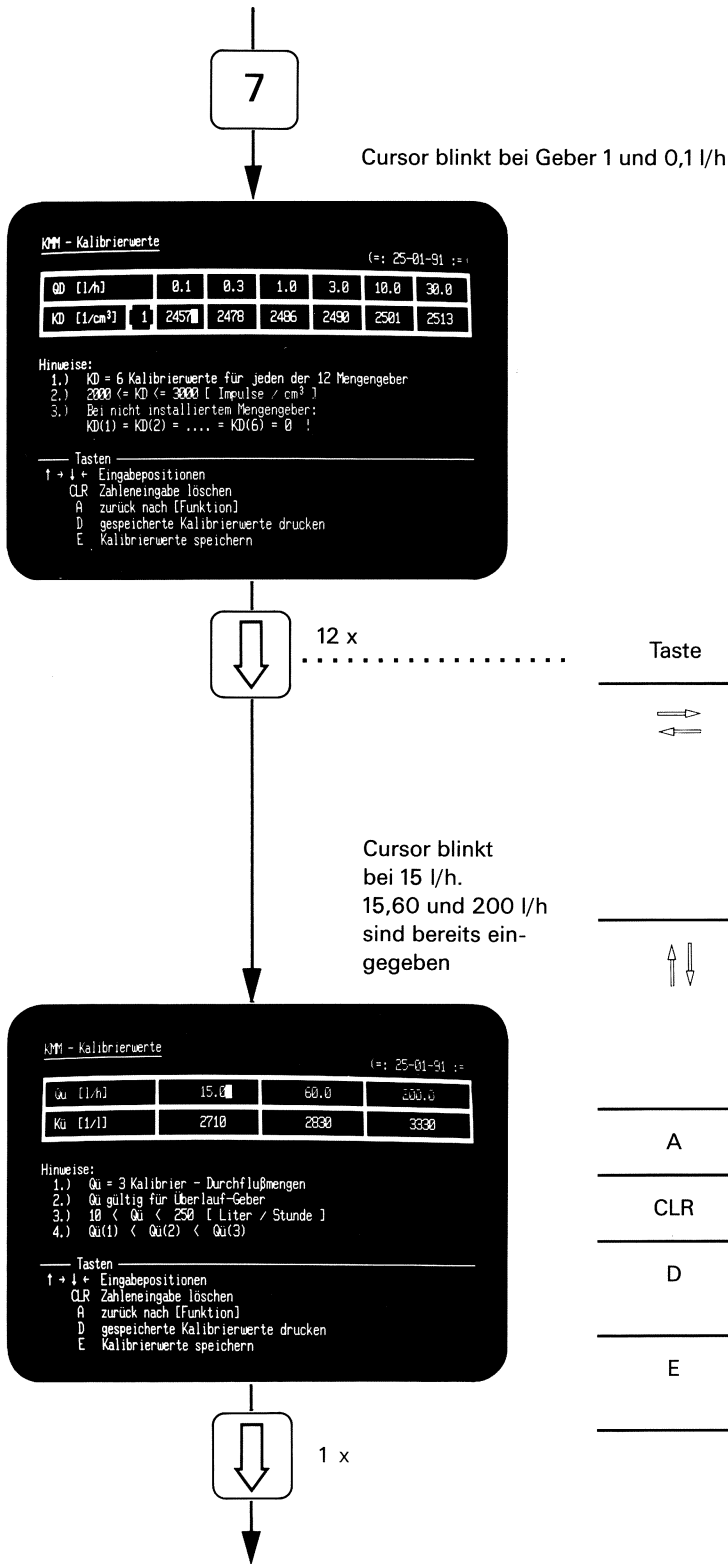 7
Cursor blinkt bei Geber 1 und 0,1 l/h
KMM - Kalibrierwerte
(=: 25-01-91 :=
QD [l/h] 0.1 0.3 1.0 3.0 10.0 30.0
KD [1/cm³] 1 2457 2478 2486 2490 2501 2513
Hinweise:
1.) KD = 6 Kalibrierwerte für jeden der 12 Mengengeber
2.) 2000 <= KD <= 3000 [ Impulse / cm³ ]
3.) Bei nicht installiertem Mengengeber:
KD(1) = KD(2) = .... = KD(6) = 0 !
Tasten
↑ → ↓ ← Eingabepositionen
CLR Zahleneingabe löschen
A zurück nach [Funktion]
D gespeicherte Kalibrierwerte drucken
E Kalibrierwerte speichern
12 x
Taste
Cursor blinkt
bei 15 l/h.
15,60 und 200 l/h
sind bereits ein-
gegeben
KMM - Kalibrierwerte
(=: 25-01-91 :=
Qü [l/h] 15.0 60.0 200.0
Kü [1/l] 2710 2830 3330
Hinweise:
1.) Qü = 3 Kalibrier - Durchflußmengen
2.) Qü gültig für Überlauf-Geber
3.) 10 < Qü < 250 [ Liter / Stunde ]
4.) Qü(1) < Qü(2) < Qü(3)
Tasten
↑ → ↓ ← Eingabepositionen
CLR Zahleneingabe löschen
A zurück nach [Funktion]
D gespeicherte Kalibrierwerte drucken
E Kalibrierwerte speichern
A
CLR
D
E
1 x